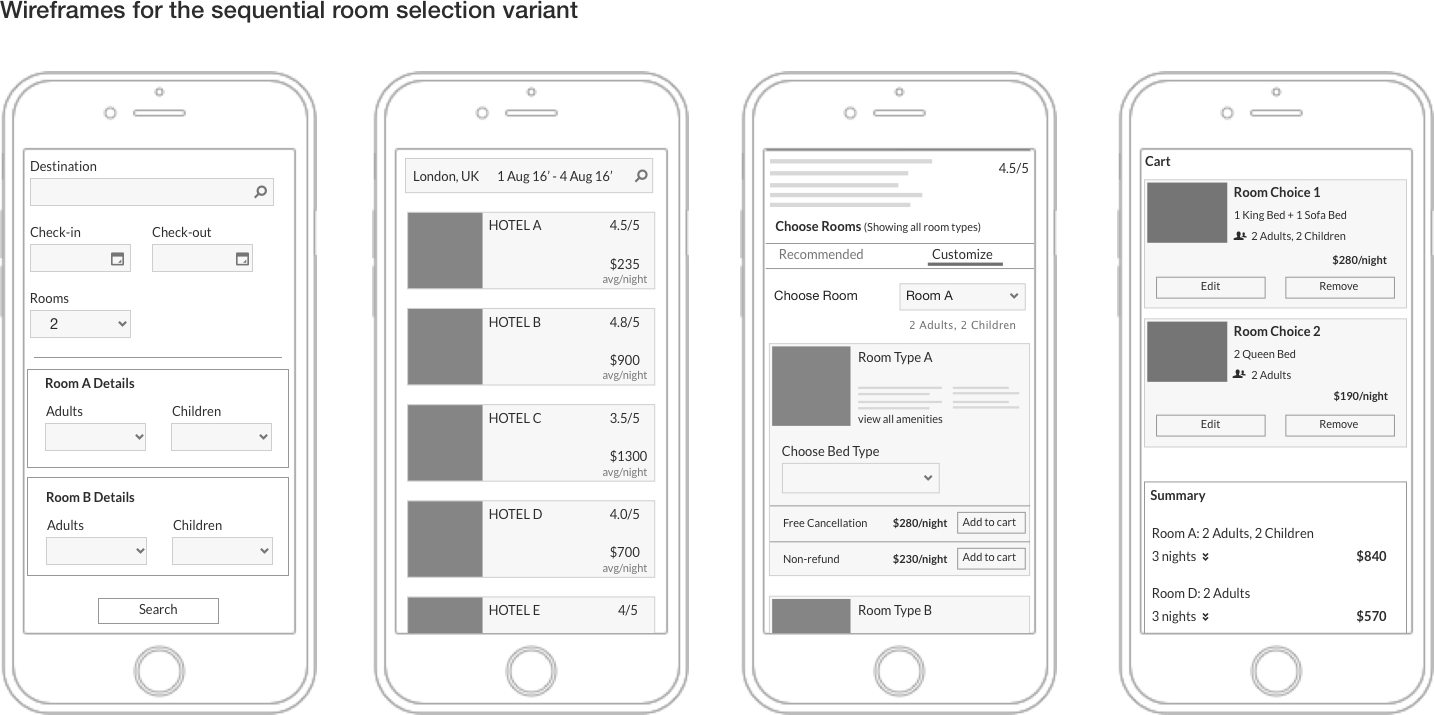 Wireframes for the sequential room selection variant
Destination
Check-in Check-out
Rooms
2
Room A Details
Adults Children
Room B Details
Adults Children
Search
London, UK 1 Aug 16' - 4 Aug 16'
HOTEL A 4.5/5
$235
avg/night
HOTEL B 4.8/5
$900
avg/night
HOTEL C 3.5/5
$1300
avg/night
HOTEL D 4.0/5
$700
avg/night
HOTEL E 4/5
4.5/5
Choose Rooms (Showing all room types)
Recommended Customize
Choose Room Room A
2 Adults, 2 Children
Room Type A
view all amenities
Choose Bed Type
Free Cancellation $280/night Add to cart
Non-refund $230/night Add to cart
Room Type B
Cart
Room Choice 1
1 King Bed + 1 Sofa Bed
2 Adults, 2 Children
$280/night
Edit Remove
Room Choice 2
2 Queen Bed
2 Adults
$190/night
Edit Remove
Summary
Room A: 2 Adults, 2 Children
3 nights $840
Room D: 2 Adults
3 nights $570